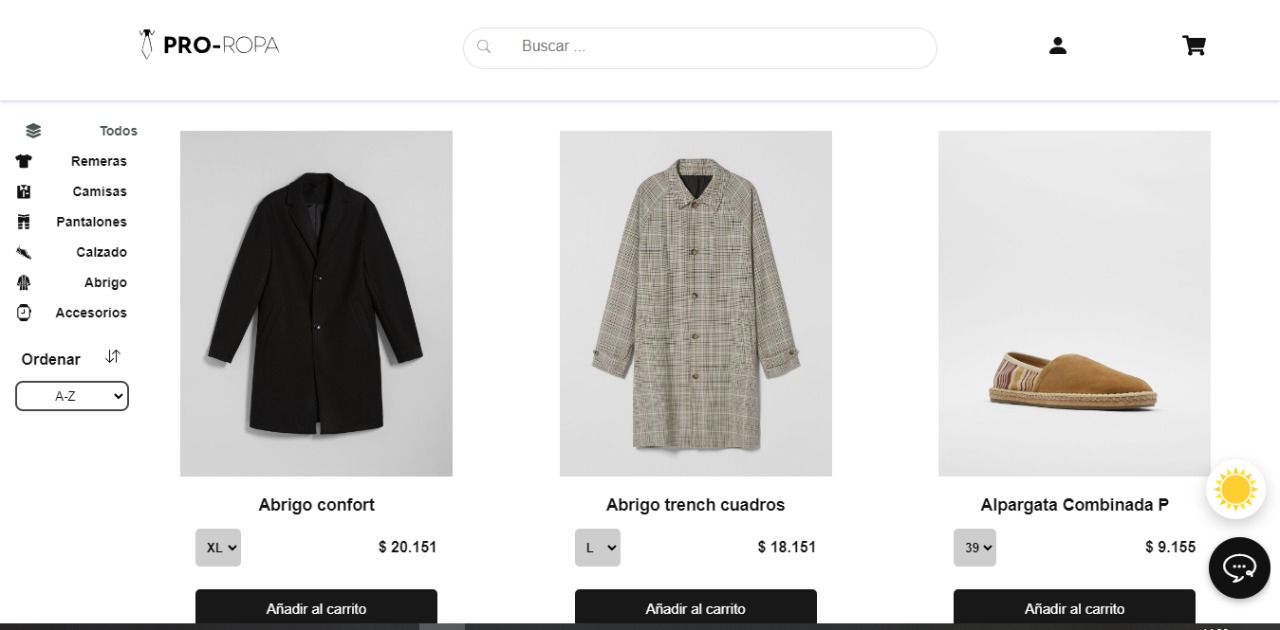 PRO-ROPA
Buscar ...
Todos
Remeras
Camisas
Pantalones
Calzado
Abrigo
Accesorios
Ordenar
A-Z
Abrigo confort
XL
$ 20.151
Añadir al carrito
Abrigo trench cuadros
L
$ 18.151
Añadir al carrito
Alpargata Combinada P
39
$ 9.155
Añadir al carrito